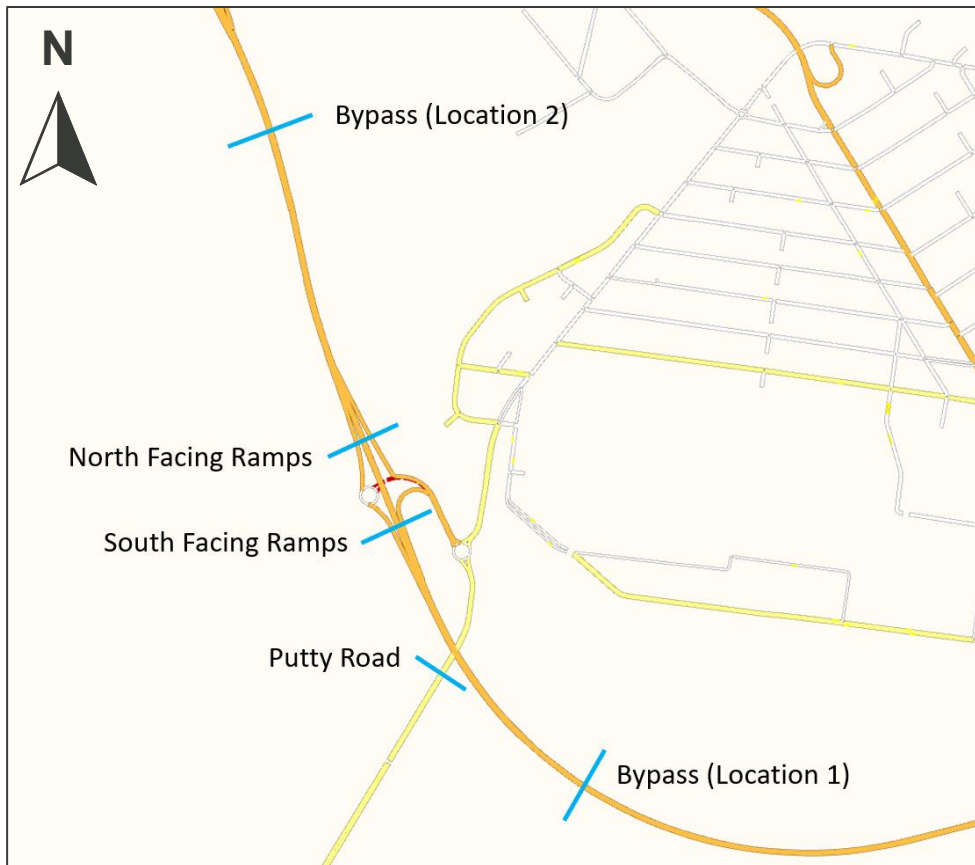 N
Bypass (Location 2)
North Facing Ramps
South Facing Ramps
Putty Road
Bypass (Location 1)